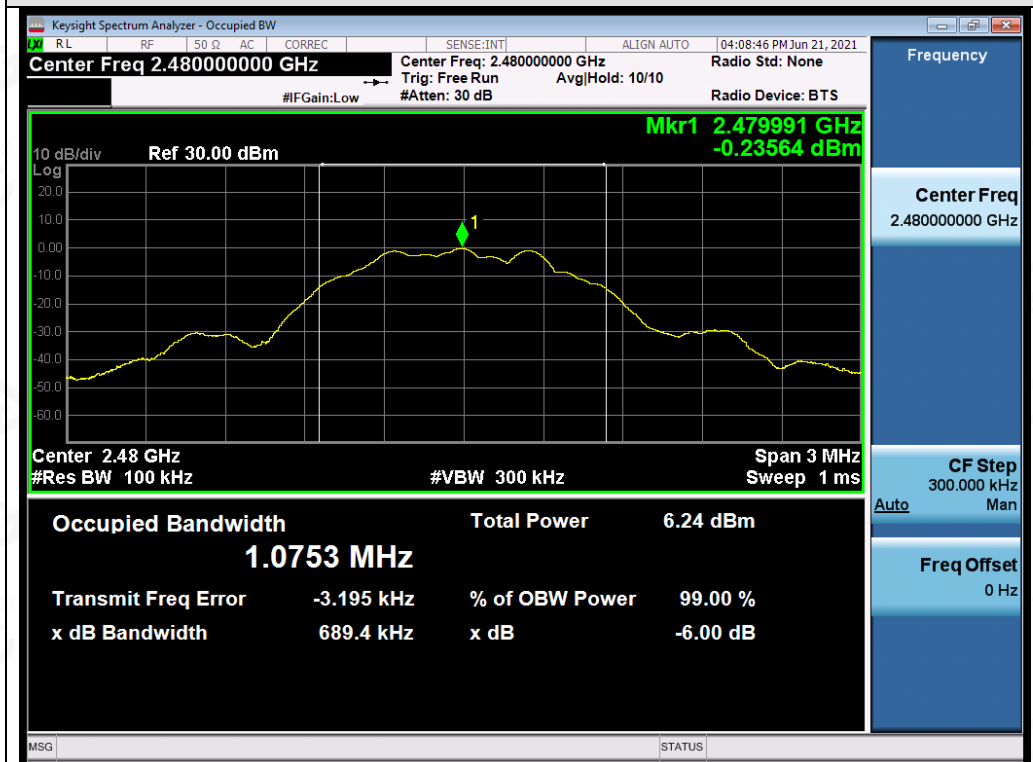 Keysight Spectrum Analyzer - Occupied BW
LXI RL RF 50 Ω AC CORREC SENSE:INT ALIGN AUTO 04:08:46 PM Jun 21, 2021
Center Freq 2.480000000 GHz
Center Freq: 2.480000000 GHz Radio Std: None
Trig: Free Run Avg|Hold: 10/10
#IFGain:Low #Atten: 30 dB Radio Device: BTS
Mkr1 2.479991 GHz
10 dB/div Ref 30.00 dBm -0.23564 dBm
Log
20.0
10.0
0.00
-10.0
-20.0
-30.0
-40.0
-50.0
-60.0
1
Center 2.48 GHz Span 3 MHz
#Res BW 100 kHz #VBW 300 kHz Sweep 1 ms
Occupied Bandwidth Total Power 6.24 dBm
1.0753 MHz
Transmit Freq Error -3.195 kHz % of OBW Power 99.00 %
x dB Bandwidth 689.4 kHz x dB -6.00 dB
Frequency
Center Freq
2.480000000 GHz
CF Step
300.000 kHz
Auto Man
Freq Offset
0 Hz
MSG STATUS